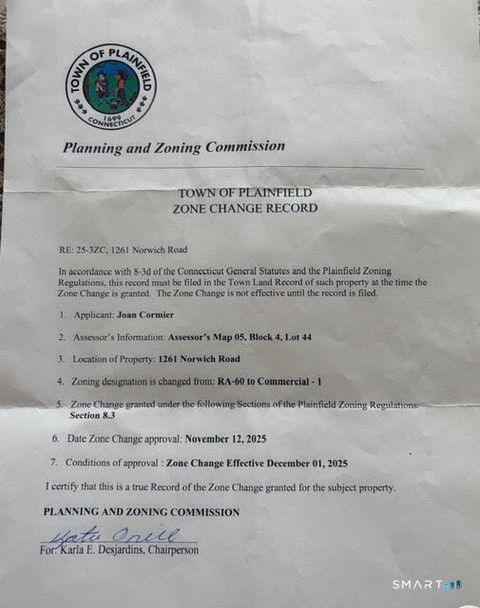 TOWN OF PLAINFIELD
1699
CONNECTICUT
Planning and Zoning Commission
TOWN OF PLAINFIELD
ZONE CHANGE RECORD
RE: 25-3ZC, 1261 Norwich Road
In accordance with 8-3d of the Connecticut General Statutes and the Plainfield Zoning
Regulations, this record must be filed in the Town Land Record of such property at the time the
Zone Change is granted. The Zone Change is not effective until the record is filed.
1. Applicant: Joan Cormier
2. Assessor's Information: Assessor's Map 05, Block 4, Lot 44
3. Location of Property: 1261 Norwich Road
4. Zoning designation is changed from: RA-60 to Commercial - 1
5. Zone Change granted under the following Sections of the Plainfield Zoning Regulations:
Section 8.3
6. Date Zone Change approval: November 12, 2025
7. Conditions of approval : Zone Change Effective December 01, 2025
I certify that this is a true Record of the Zone Change granted for the subject property.
PLANNING AND ZONING COMMISSION
For: Karla E. Desjardins, Chairperson
SMART